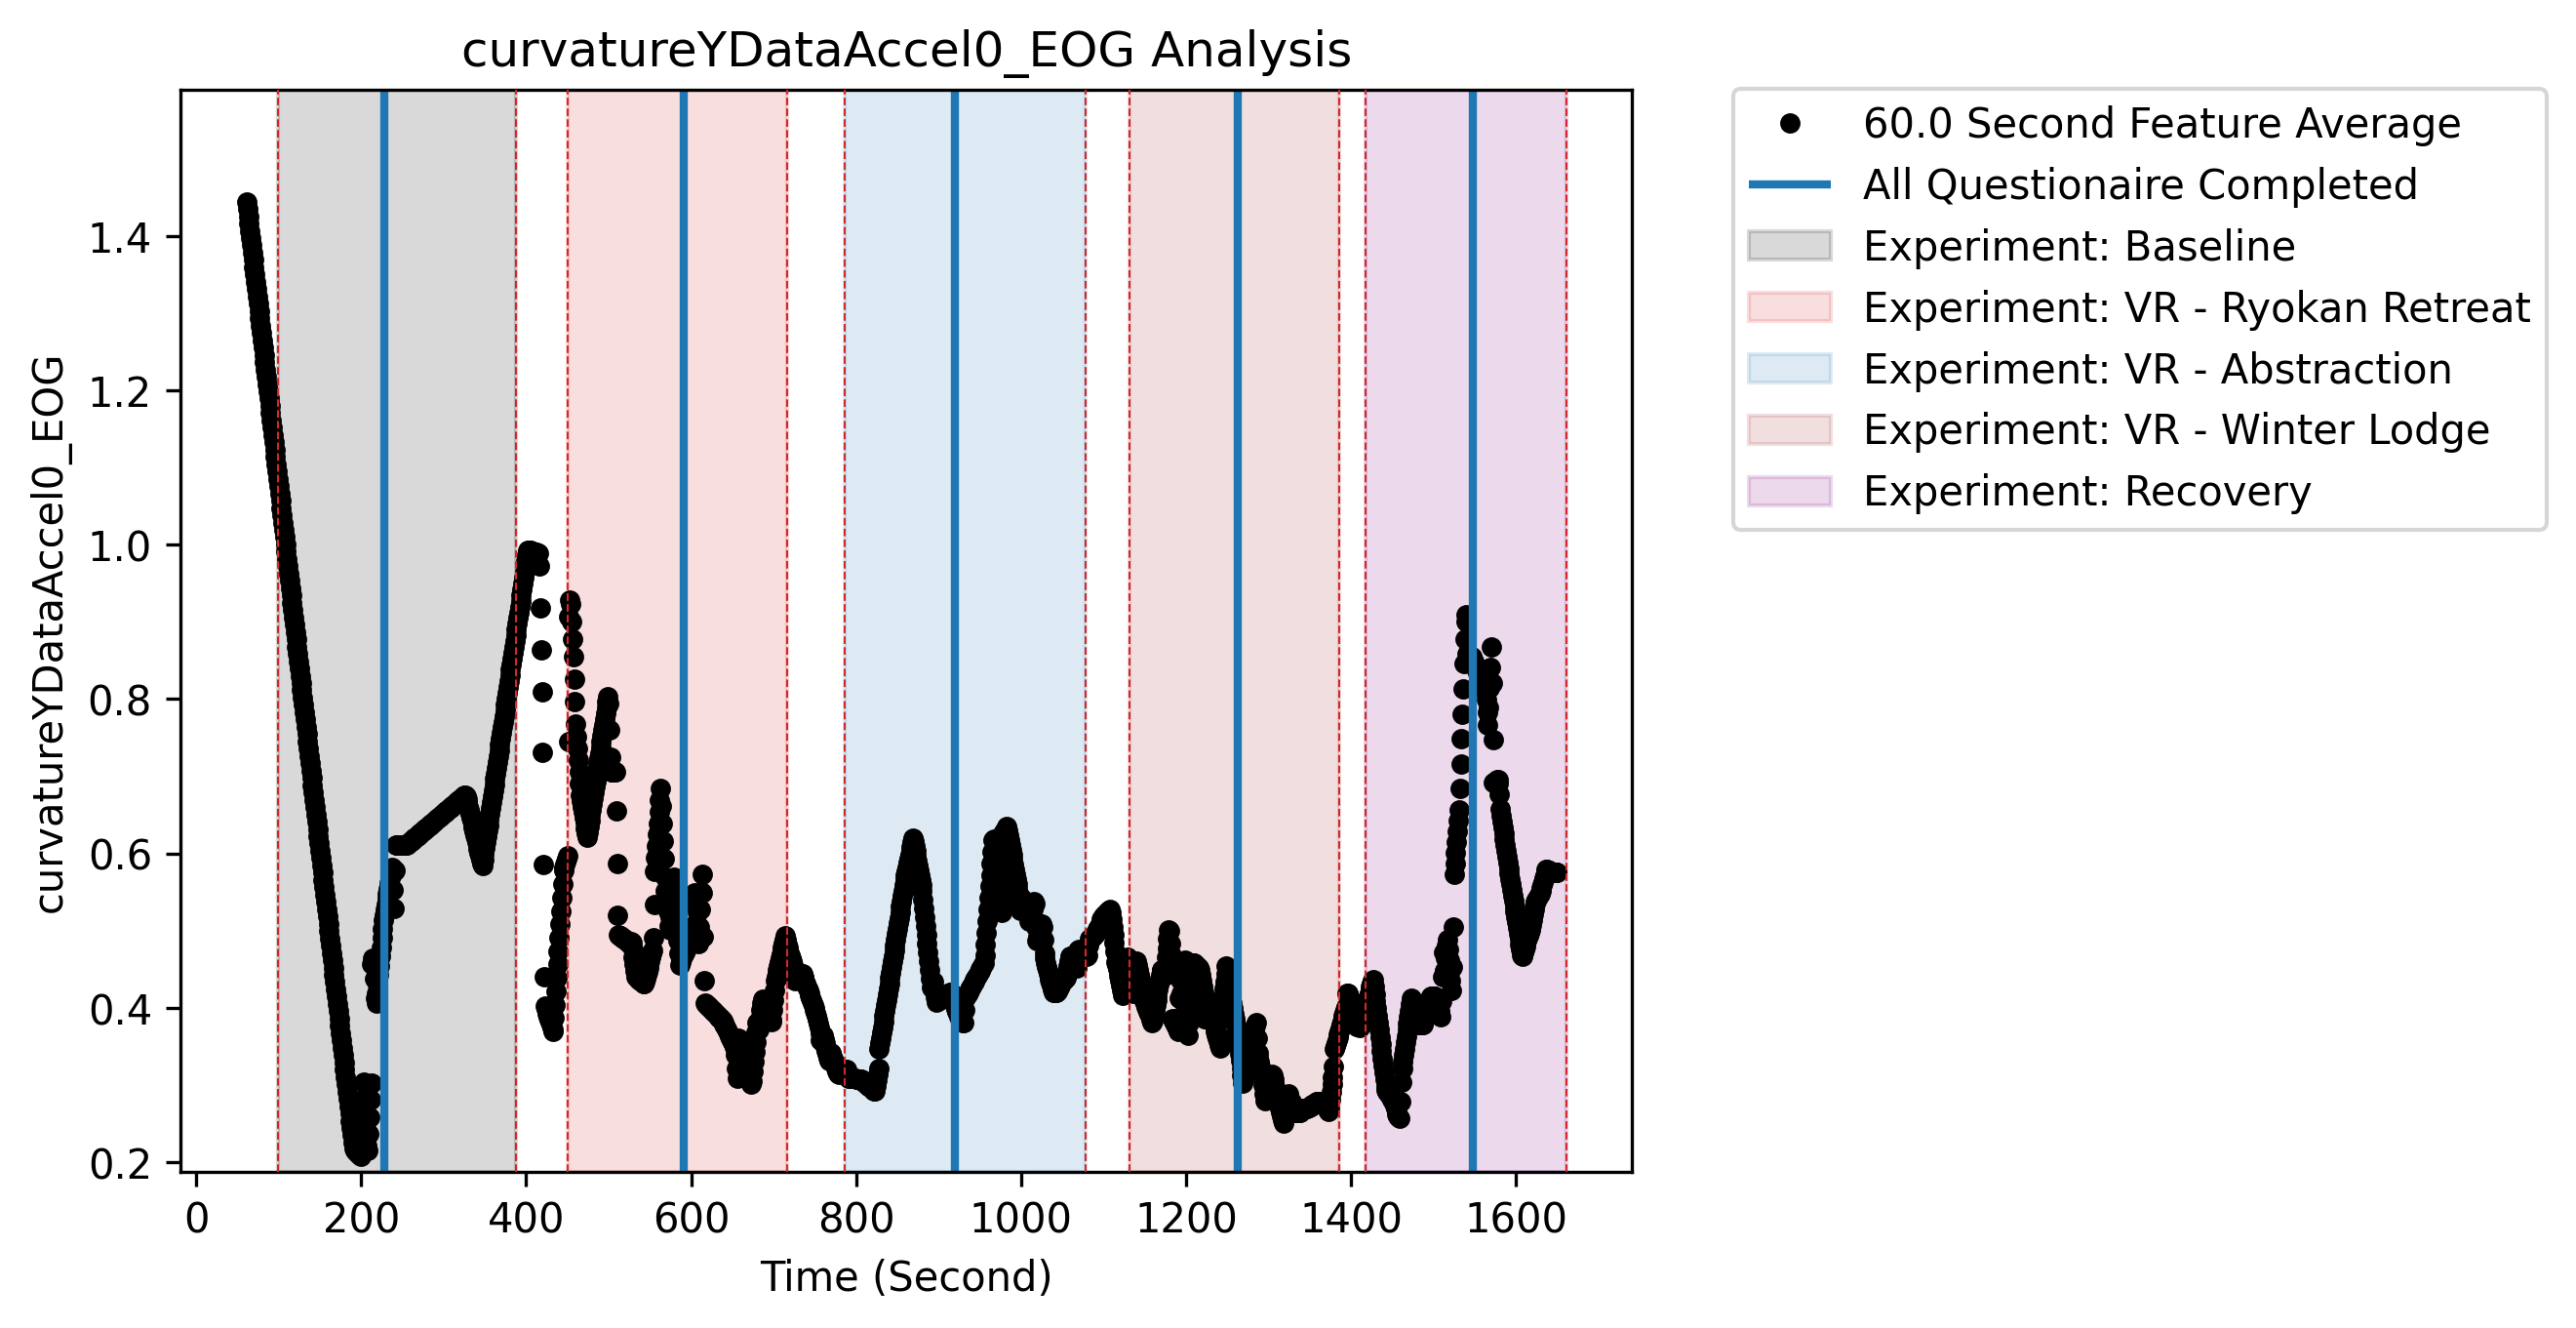 curvatureYDataAccel0_EOG Analysis
curvatureYDataAccel0_EOG
1.4
1.2
1.0
0.8
0.6
0.4
0.2
0 200 400 600 800 1000 1200 1400 1600
Time (Second)
60.0 Second Feature Average
All Questionaire Completed
Experiment: Baseline
Experiment: VR - Ryokan Retreat
Experiment: VR - Abstraction
Experiment: VR - Winter Lodge
Experiment: Recovery